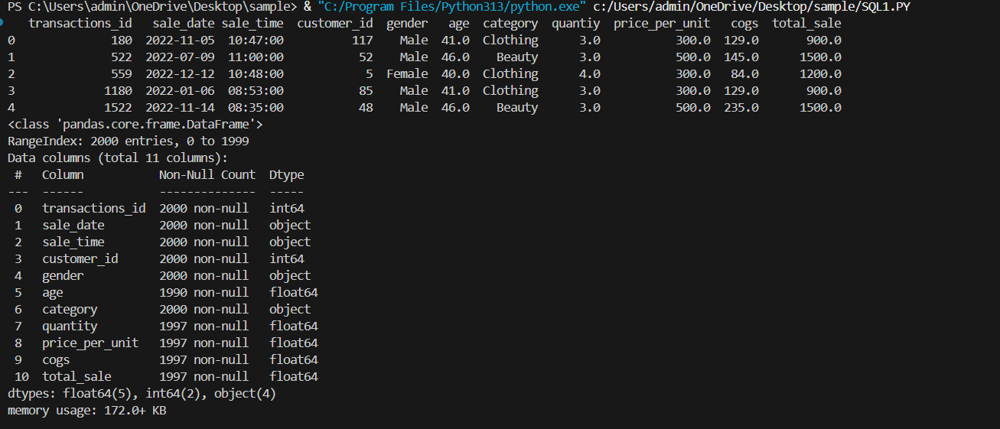 PS C:\Users\admin\OneDrive\Desktop\sample> & "C:/Program Files/Python313/python.exe" c:/Users/admin/OneDrive/Desktop/sample/SQL1.PY
   transactions_id   sale_date sale_time  customer_id  gender   age  category  quantiy  price_per_unit   cogs  total_sale
0              180  2022-11-05  10:47:00          117    Male  41.0  Clothing      3.0           300.0  129.0       900.0
1              522  2022-07-09  11:00:00           52    Male  46.0    Beauty      3.0           500.0  145.0      1500.0
2              559  2022-12-12  10:48:00            5  Female  40.0  Clothing      4.0           300.0   84.0      1200.0
3             1180  2022-01-06  08:53:00           85    Male  41.0  Clothing      3.0           300.0  129.0       900.0
4             1522  2022-11-14  08:35:00           48    Male  46.0    Beauty      3.0           500.0  235.0      1500.0
<class 'pandas.core.frame.DataFrame'>
RangeIndex: 2000 entries, 0 to 1999
Data columns (total 11 columns):
 #   Column           Non-Null Count  Dtype
---  ------           --------------  -----
 0   transactions_id  2000 non-null   int64
 1   sale_date        2000 non-null   object
 2   sale_time        2000 non-null   object
 3   customer_id      2000 non-null   int64
 4   gender           2000 non-null   object
 5   age              1990 non-null   float64
 6   category         2000 non-null   object
 7   quantity         1997 non-null   float64
 8   price_per_unit   1997 non-null   float64
 9   cogs             1997 non-null   float64
 10  total_sale       1997 non-null   float64
dtypes: float64(5), int64(2), object(4)
memory usage: 172.0+ KB